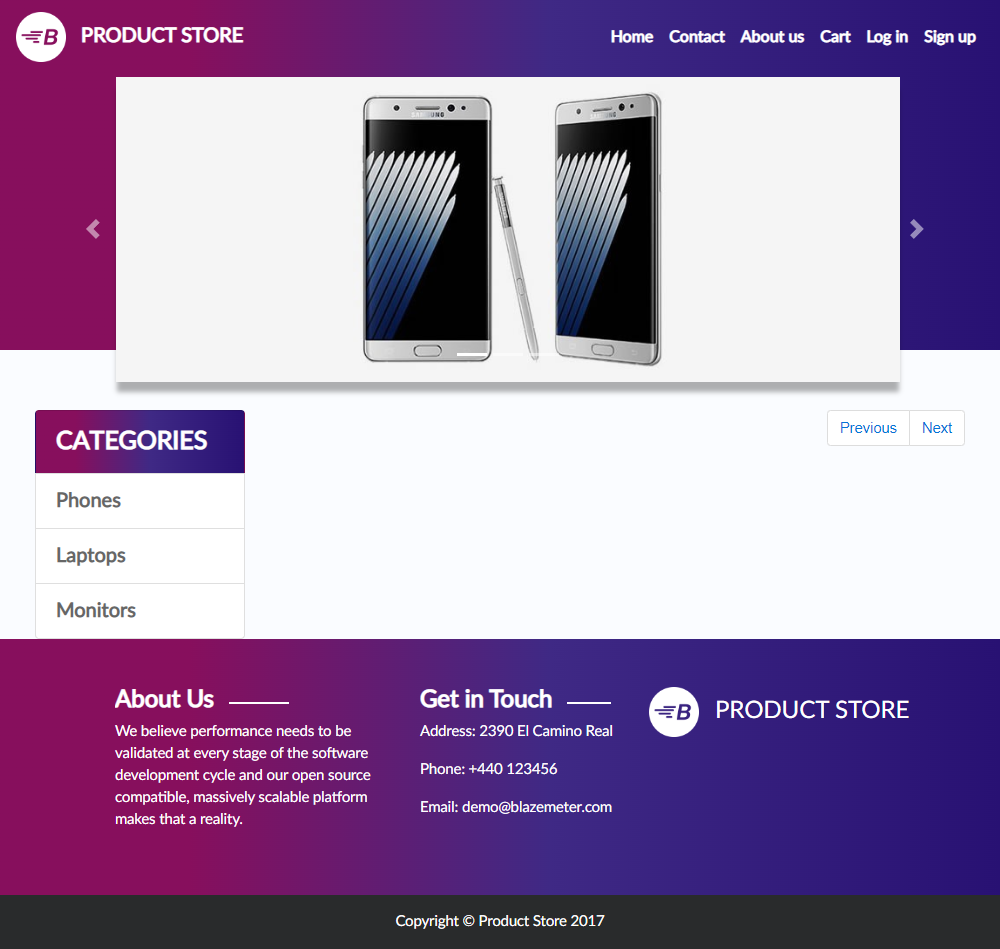 B PRODUCT STORE
Home Contact About us Cart Log in Sign up
SAMSUNG SAMSUNG
CATEGORIES
Previous Next
Phones
Laptops
Monitors
About Us
We believe performance needs to be
validated at every stage of the software
development cycle and our open source
compatible, massively scalable platform
makes that a reality.
Get in Touch
Address: 2390 El Camino Real
Phone: +440 123456
Email: demo@blazemeter.com
B PRODUCT STORE
Copyright © Product Store 2017